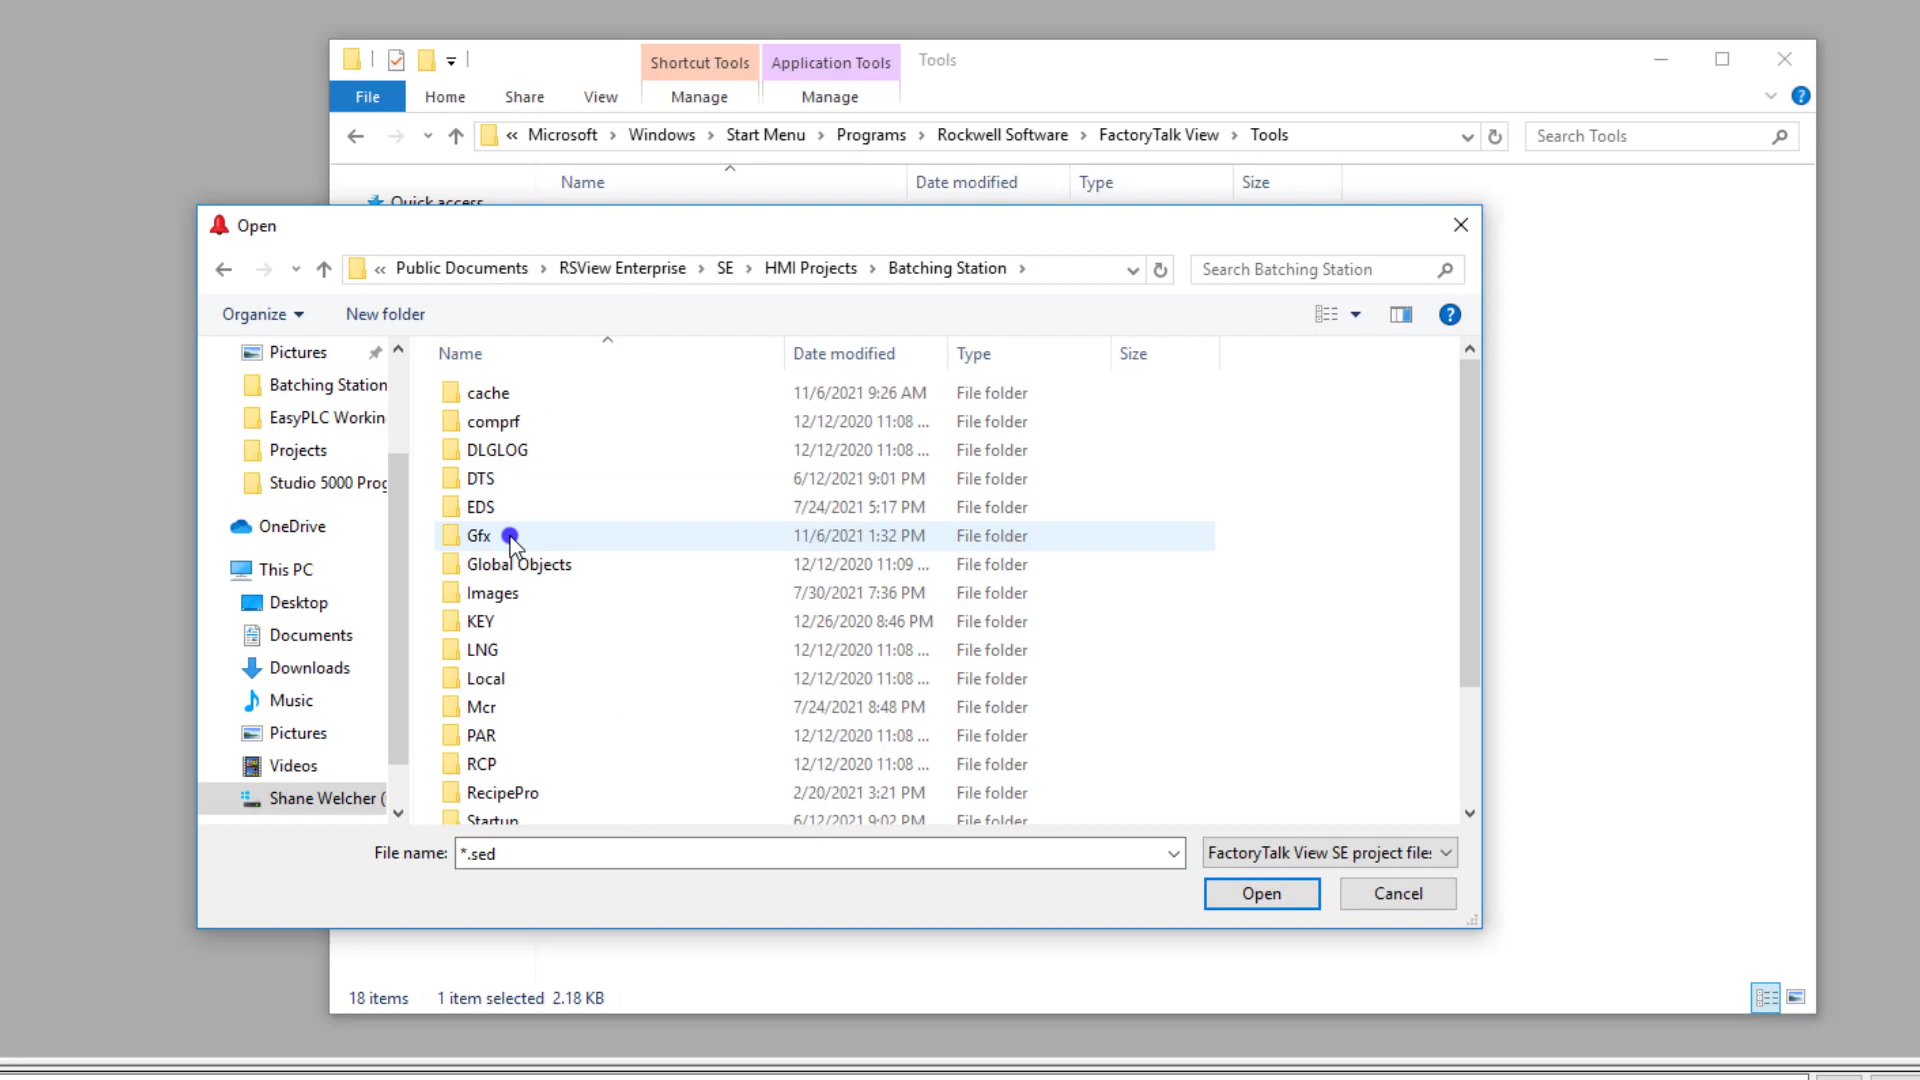 Shortcut Tools Application Tools Tools
File Home Share View Manage Manage
« Microsoft > Windows > Start Menu > Programs > Rockwell Software > FactoryTalk View > Tools
Search Tools
Name Date modified Type Size
Quick access
Open
« Public Documents > RSView Enterprise > SE > HMI Projects > Batching Station >
Search Batching Station
Organize New folder
Pictures
Batching Station
EasyPLC Workin
Projects
Studio 5000 Prog
OneDrive
This PC
Desktop
Documents
Downloads
Music
Pictures
Videos
Shane Welcher (
Name Date modified Type Size
cache 11/6/2021 9:26 AM File folder
comprf 12/12/2020 11:08 ... File folder
DLGLOG 12/12/2020 11:08 ... File folder
DTS 6/12/2021 9:01 PM File folder
EDS 7/24/2021 5:17 PM File folder
Gfx 11/6/2021 1:32 PM File folder
Global Objects 12/12/2020 11:09 ... File folder
Images 7/30/2021 7:36 PM File folder
KEY 12/26/2020 8:46 PM File folder
LNG 12/12/2020 11:08 ... File folder
Local 12/12/2020 11:08 ... File folder
Mcr 7/24/2021 8:48 PM File folder
PAR 12/12/2020 11:08 ... File folder
RCP 12/12/2020 11:08 ... File folder
RecipePro 2/20/2021 3:21 PM File folder
Startup 6/12/2021 9:02 PM File folder
File name: *.sed
FactoryTalk View SE project files
Open Cancel
18 items 1 item selected 2.18 KB